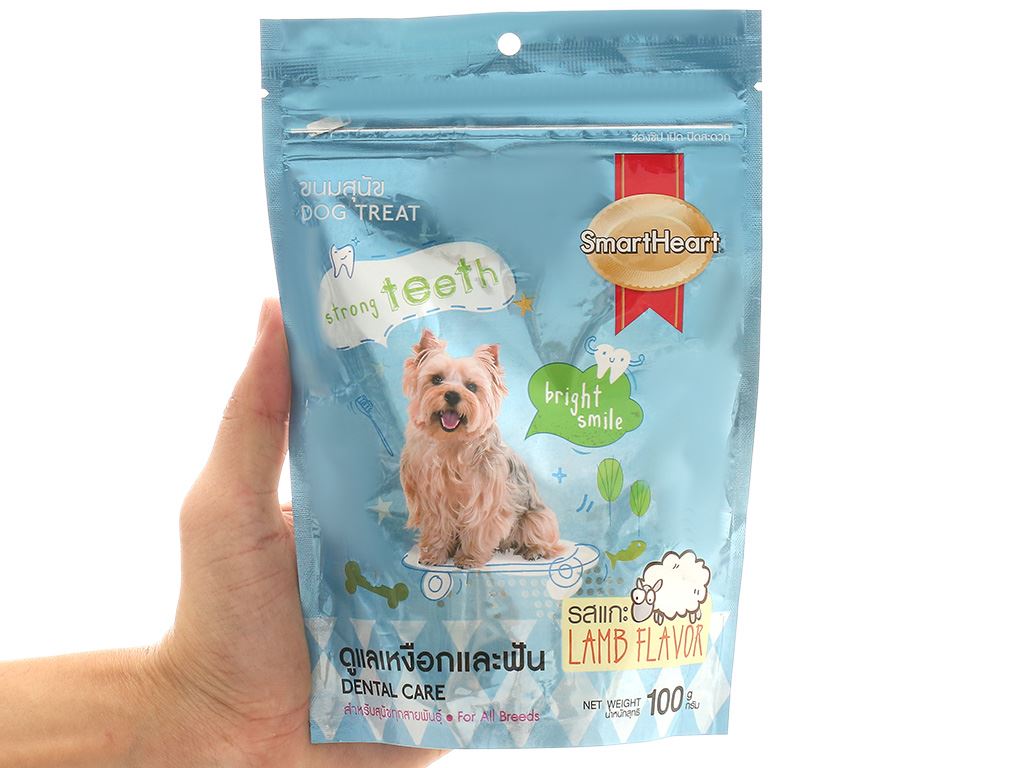 ช่องซิป เปิด-ปิดสะดวก
ขนมสุนัข
DOG TREAT
SmartHeart
strong teeth
bright
smile
รสแกะ
LAMB FLAVOR
ดูแลเหงือกและฟัน
DENTAL CARE
สำหรับสุนัขทุกสายพันธุ์ ● For All Breeds
NET WEIGHT 100 g
น้ำหนักสุทธิ กรัม